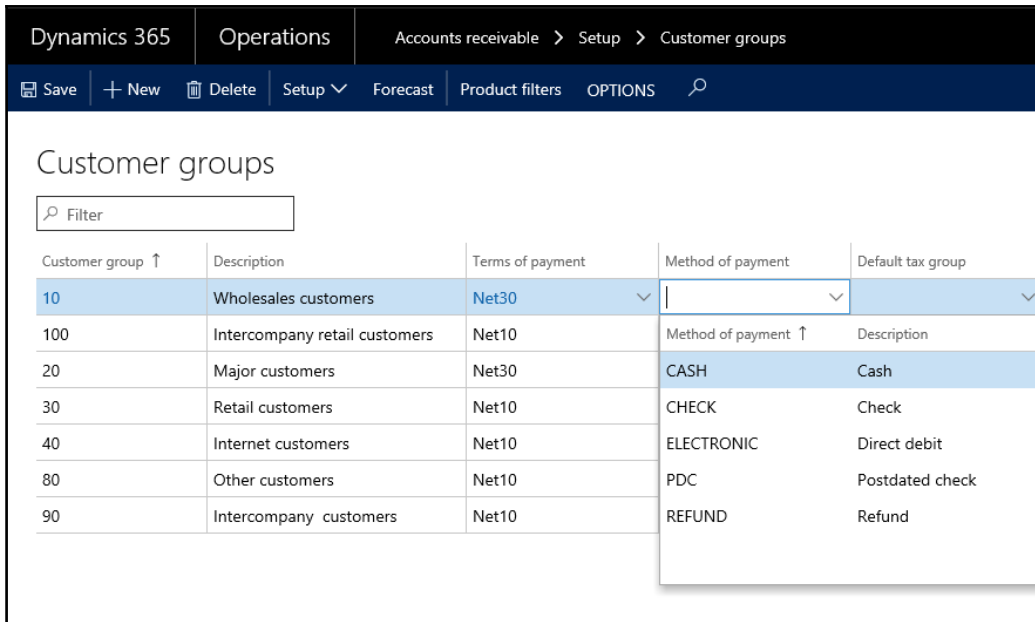 Dynamics 365 Operations Accounts receivable > Setup > Customer groups
Save + New Delete Setup Forecast Product filters OPTIONS
Customer groups
Filter
Customer group ↑ Description Terms of payment Method of payment Default tax group
10 Wholesales customers Net30
100 Intercompany retail customers Net10 Method of payment ↑ Description
20 Major customers Net30 CASH Cash
30 Retail customers Net10 CHECK Check
40 Internet customers Net10 ELECTRONIC Direct debit
80 Other customers Net10 PDC Postdated check
90 Intercompany customers Net10 REFUND Refund